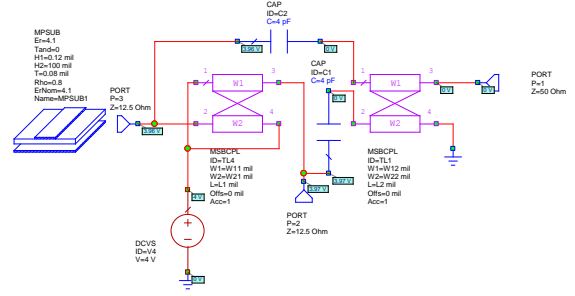 MPSUB
Er=4.1
Tand=0
H1=0.12 mil
H2=100 mil
T=0.08 mil
Rho=0.8
ErNom=4.1
Name=MPSUB1
PORT
P=3
Z=12.5 Ohm
3.98 V
CAP
ID=C2
C=4 pF
3.98 V
0 V
CAP
ID=C1
C=4 pF
0 V
1
W1
3
2
W2
4
MSBCPL
ID=TL4
W1=W11 mil
W2=W21 mil
L=L1 mil
Offs=0 mil
Acc=1
1
W1
3
2
W2
4
MSBCPL
ID=TL1
W1=W12 mil
W2=W22 mil
L=L2 mil
Offs=0 mil
Acc=1
0 V
0 V
PORT
P=1
Z=50 Ohm
3.97 V
3.97 V
PORT
P=2
Z=12.5 Ohm
4 V
DCVS
ID=V4
V=4 V
0 V